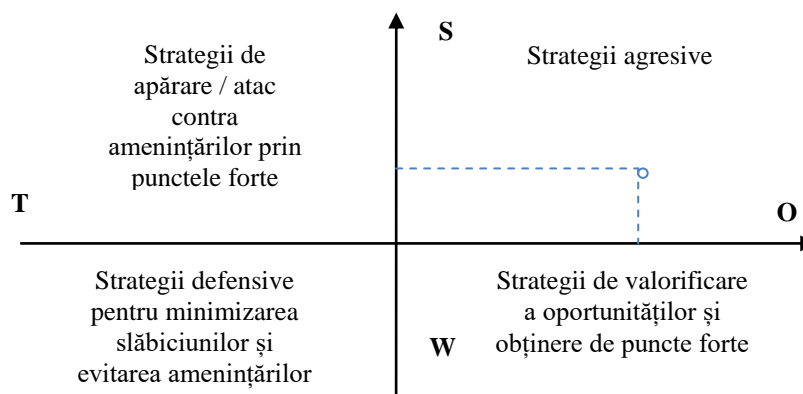 S
Strategii de
apărare / atac
contra
amenințărilor prin
punctele forte
Strategii agresive
T
O
Strategii defensive
pentru minimizarea
slăbiciunilor și
evitarea amenințărilor
W
Strategii de valorificare
a oportunităților și
obținere de puncte forte